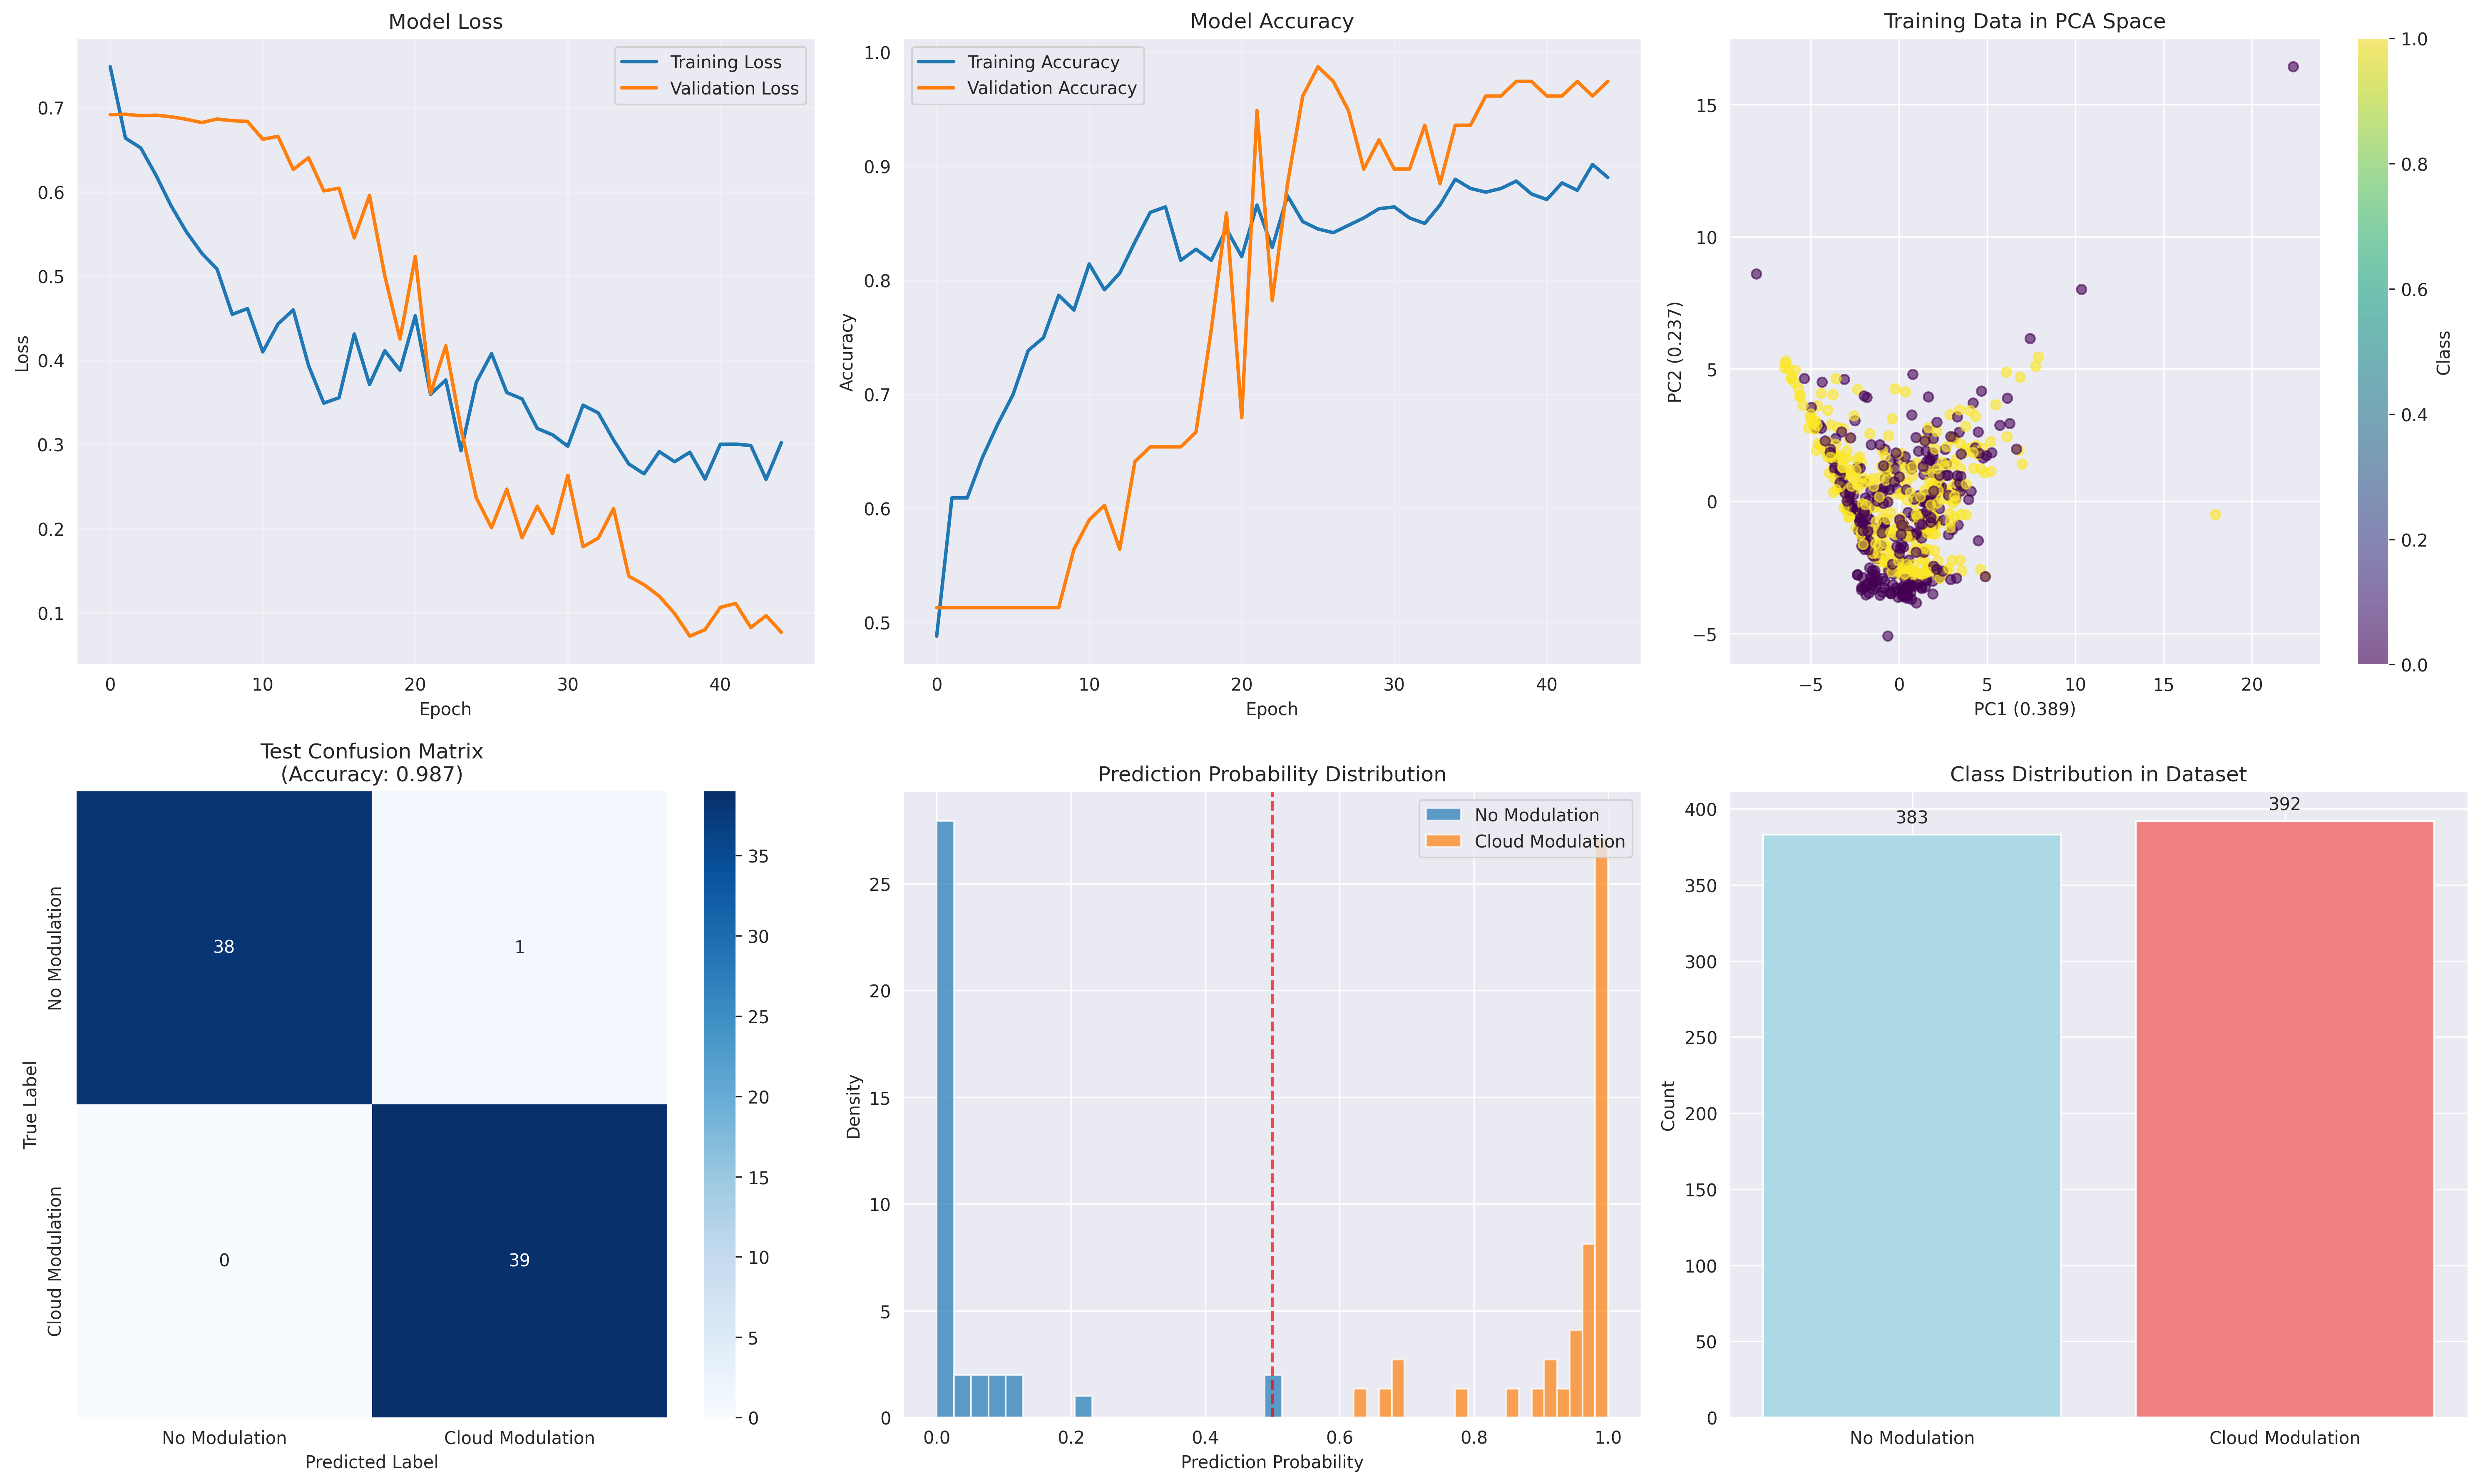 Model Loss
Training Loss
Validation Loss
0.7
0.6
0.5
0.4
0.3
0.2
0.1
Loss
0
10
20
30
40
Epoch
Model Accuracy
Training Accuracy
Validation Accuracy
1.0
0.9
0.8
0.7
0.6
0.5
Accuracy
0
10
20
30
40
Epoch
Training Data in PCA Space
15
10
5
0
−5
PC2 (0.237)
−5
0
5
10
15
20
PC1 (0.389)
1.0
0.8
0.6
0.4
0.2
0.0
Class
Test Confusion Matrix
(Accuracy: 0.987)
True Label
No Modulation
Cloud Modulation
38
1
0
39
No Modulation
Cloud Modulation
Predicted Label
35
30
25
20
15
10
5
0
Prediction Probability Distribution
No Modulation
Cloud Modulation
25
20
15
10
5
0
Density
0.0
0.2
0.4
0.6
0.8
1.0
Prediction Probability
Class Distribution in Dataset
400
350
300
250
200
150
100
50
0
Count
383
392
No Modulation
Cloud Modulation